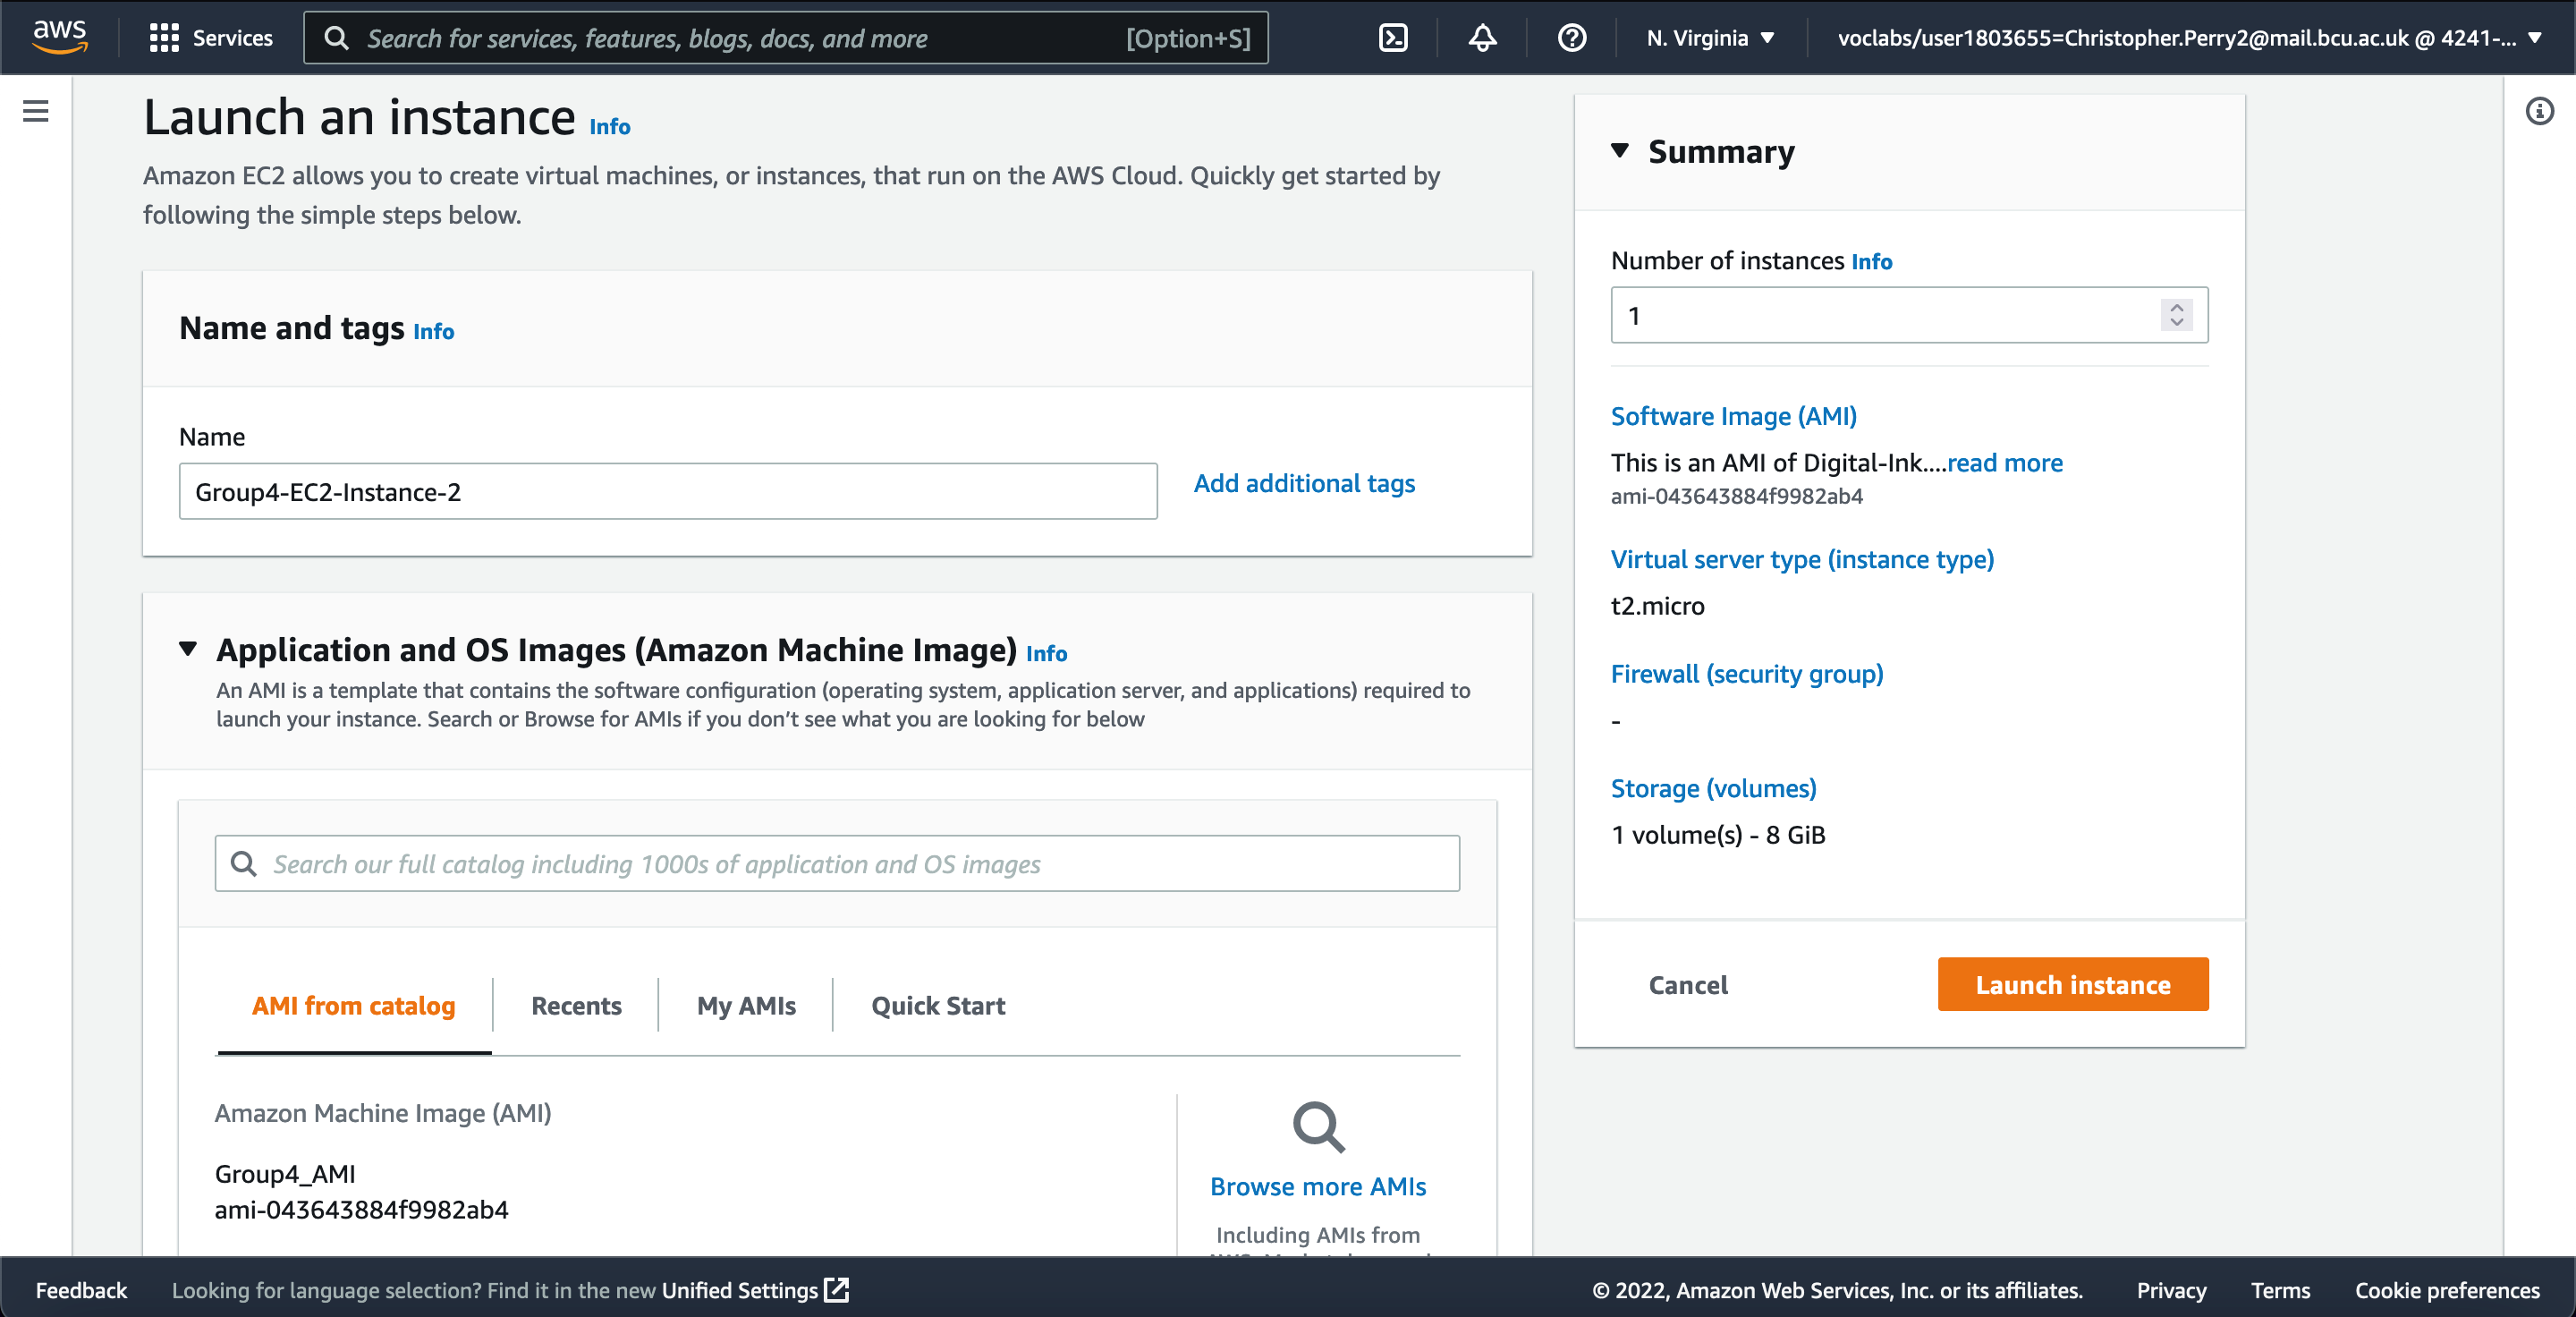 aws
Services
Search for services, features, blogs, docs, and more
[Option+S]
N. Virginia
voclabs/user1803655=Christopher.Perry2@mail.bcu.ac.uk @ 4241-...
Launch an instance Info
Amazon EC2 allows you to create virtual machines, or instances, that run on the AWS Cloud. Quickly get started by
following the simple steps below.
Name and tags Info
Name
Group4-EC2-Instance-2
Add additional tags
Application and OS Images (Amazon Machine Image) Info
An AMI is a template that contains the software configuration (operating system, application server, and applications) required to
launch your instance. Search or Browse for AMIs if you don’t see what you are looking for below
Search our full catalog including 1000s of application and OS images
AMI from catalog
Recents
My AMIs
Quick Start
Amazon Machine Image (AMI)
Group4_AMI
ami-043643884f9982ab4
Browse more AMIs
Including AMIs from
Summary
Number of instances Info
1
Software Image (AMI)
This is an AMI of Digital-Ink....read more
ami-043643884f9982ab4
Virtual server type (instance type)
t2.micro
Firewall (security group)
-
Storage (volumes)
1 volume(s) - 8 GiB
Cancel
Launch instance
Feedback
Looking for language selection? Find it in the new Unified Settings
© 2022, Amazon Web Services, Inc. or its affiliates.
Privacy
Terms
Cookie preferences